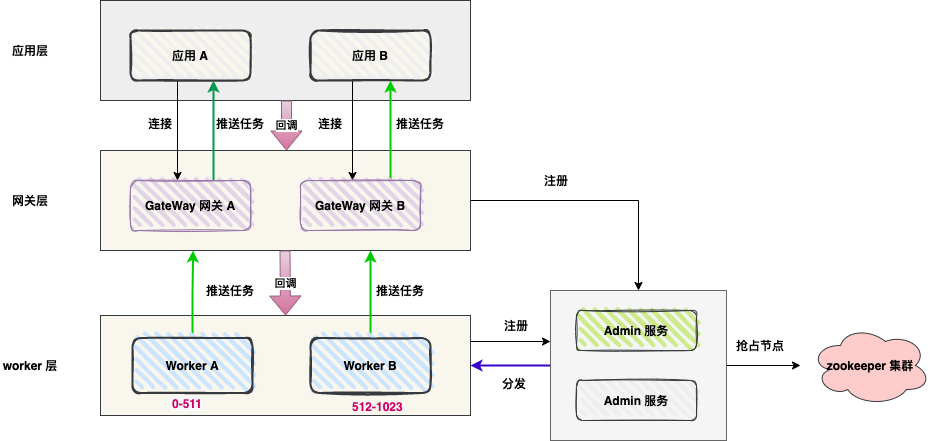 应用层
应用 A
应用 B
连接
推送任务
回调
连接
推送任务
网关层
GateWay 网关 A
GateWay 网关 B
注册
推送任务
回调
推送任务
worker 层
Worker A
Worker B
0-511
512-1023
注册
分发
Admin 服务
Admin 服务
抢占节点
zookeeper 集群